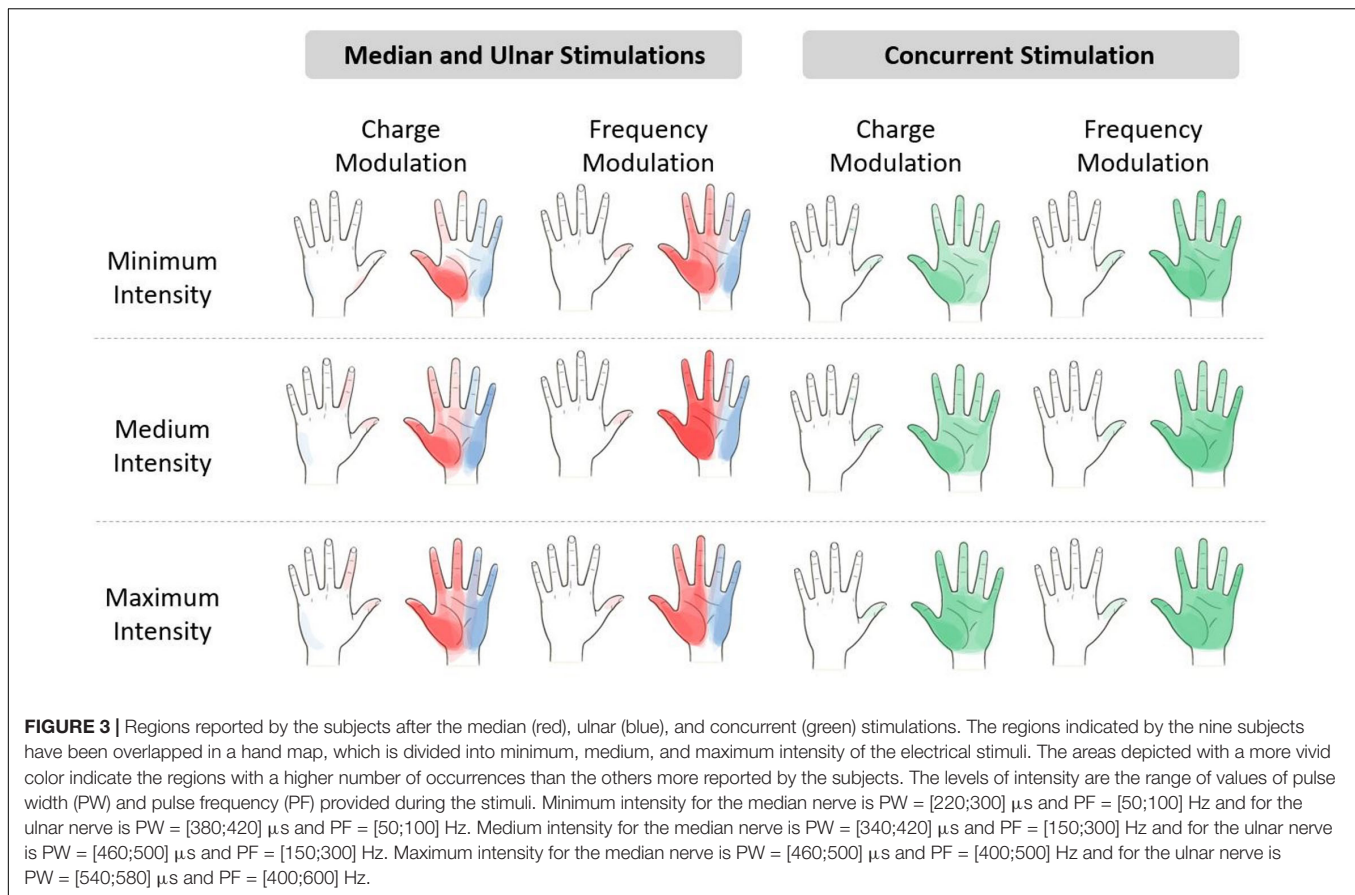 Median and Ulnar Stimulations
Concurrent Stimulation
Charge
Modulation
Frequency
Modulation
Charge
Modulation
Frequency
Modulation
Minimum
Intensity
Medium
Intensity
Maximum
Intensity
FIGURE 3 | Regions reported by the subjects after the median (red), ulnar (blue), and concurrent (green) stimulations. The regions indicated by the nine subjects
have been overlapped in a hand map, which is divided into minimum, medium, and maximum intensity of the electrical stimuli. The areas depicted with a more vivid
color indicate the regions with a higher number of occurrences than the others more reported by the subjects. The levels of intensity are the range of values of pulse
width (PW) and pulse frequency (PF) provided during the stimuli. Minimum intensity for the median nerve is PW = [220;300] μs and PF = [50;100] Hz and for the
ulnar nerve is PW = [380;420] μs and PF = [50;100] Hz. Medium intensity for the median nerve is PW = [340;420] μs and PF = [150;300] Hz and for the ulnar nerve
is PW = [460;500] μs and PF = [150;300] Hz. Maximum intensity for the median nerve is PW = [460;500] μs and PF = [400;500] Hz and for the ulnar nerve is
PW = [540;580] μs and PF = [400;600] Hz.